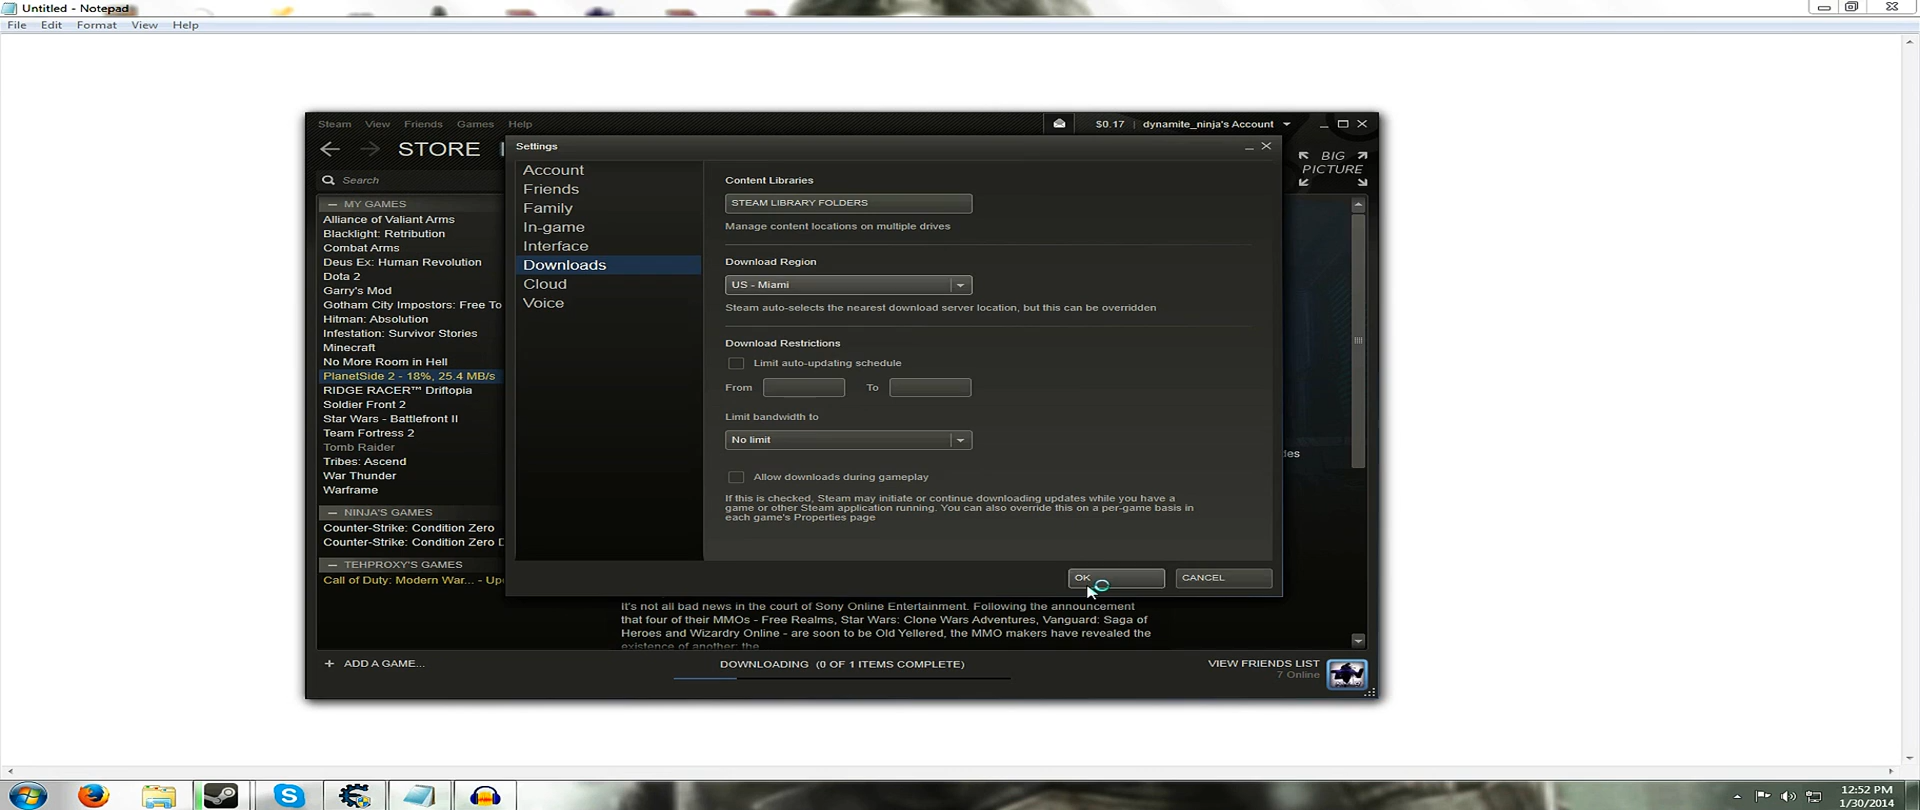 Untitled - Notepad
File Edit Format View Help
Steam View Friends Games Help
$0.17 dynamite_ninja's Account
STORE
BIG PICTURE
Search
Settings
Account
Friends
Family
In-game
Interface
Downloads
Cloud
Voice
Content Libraries
STEAM LIBRARY FOLDERS
Manage content locations on multiple drives
Download Region
US - Miami
Steam auto-selects the nearest download server location, but this can be overridden
Download Restrictions
Limit auto-updating schedule
From To
Limit bandwidth to
No limit
Allow downloads during gameplay
If this is checked, Steam may initiate or continue downloading updates while you have a
game or other Steam application running. You can also override this on a per-game basis in
each game's Properties page
OK CANCEL
— MY GAMES
Alliance of Valiant Arms
Blacklight: Retribution
Combat Arms
Deus Ex: Human Revolution
Dota 2
Garry's Mod
Gotham City Impostors: Free To
Hitman: Absolution
Infestation: Survivor Stories
Minecraft
No More Room in Hell
PlanetSide 2 - 18%, 25.4 MB/s
RIDGE RACER™ Driftopia
Soldier Front 2
Star Wars - Battlefront II
Team Fortress 2
Tomb Raider
Tribes: Ascend
War Thunder
Warframe
— NINJA'S GAMES
Counter-Strike: Condition Zero
Counter-Strike: Condition Zero D
— TEHPROXY'S GAMES
Call of Duty: Modern War... - Up
It's not all bad news in the court of Sony Online Entertainment. Following the announcement
that four of their MMOs - Free Realms, Star Wars: Clone Wars Adventures, Vanguard: Saga of
Heroes and Wizardry Online - are soon to be Old Yellered, the MMO makers have revealed the
existence of another: the
+ ADD A GAME...
DOWNLOADING (0 OF 1 ITEMS COMPLETE)
VIEW FRIENDS LIST
7 Online
12:52 PM
1/30/2014